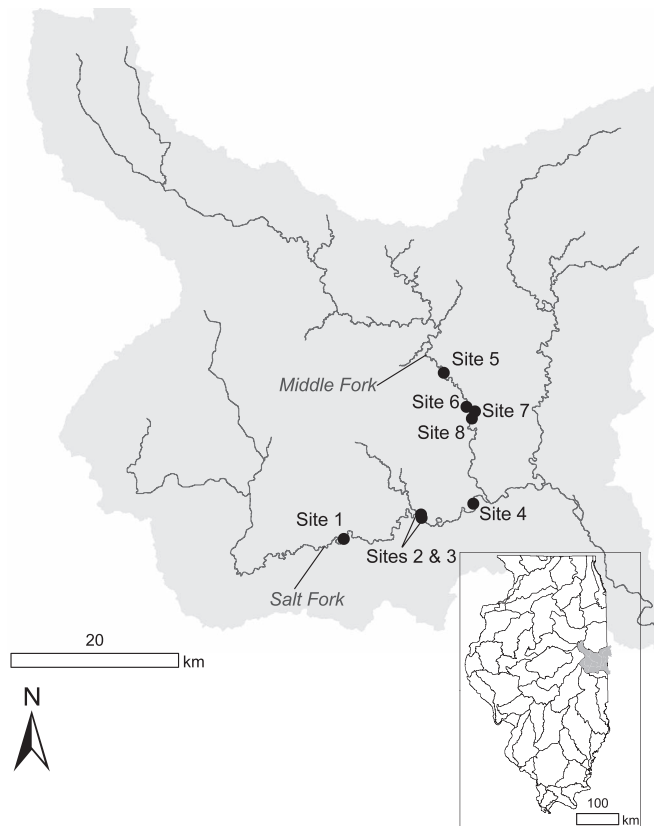 Site 5
Middle Fork
Site 6
Site 7
Site 8
Site 4
Site 1
Sites 2 & 3
Salt Fork
20
km
N
100
km